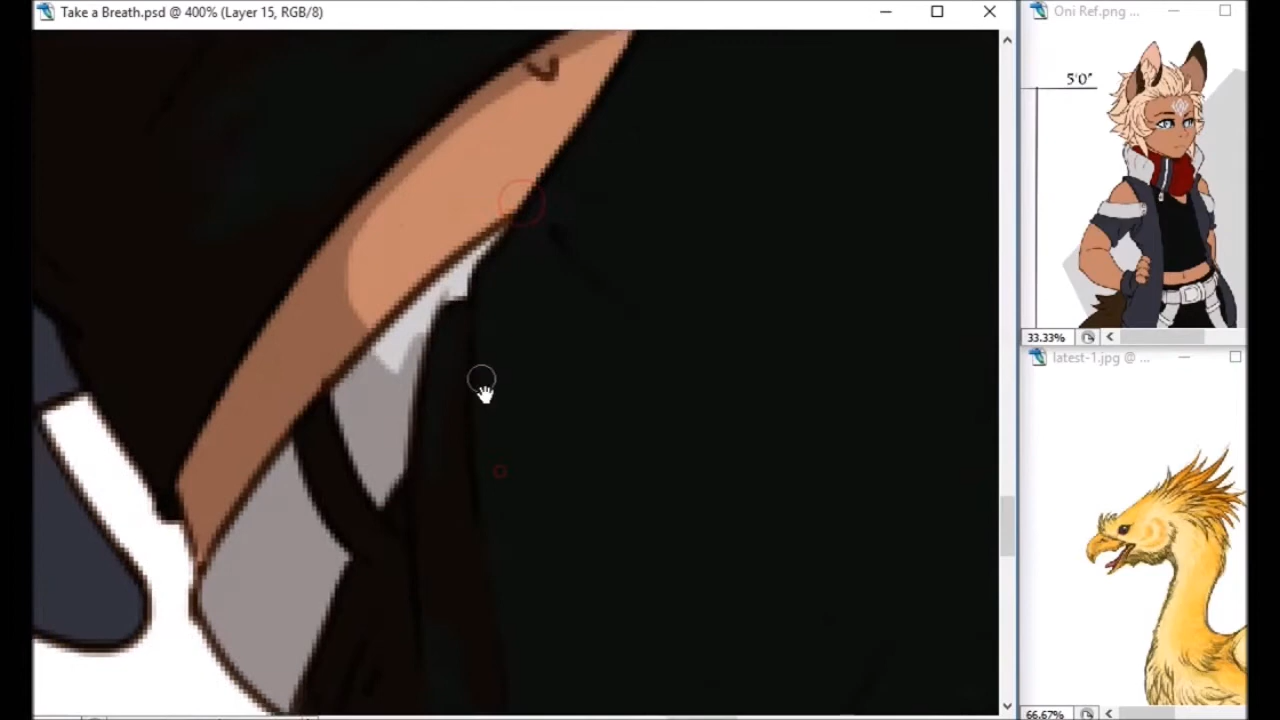 Take a Breath.psd @ 400% (Layer 15, RGB/8)
Oni Ref.png ...
5'0"
33.33%
latest-1.jpg @ ...
66.67%